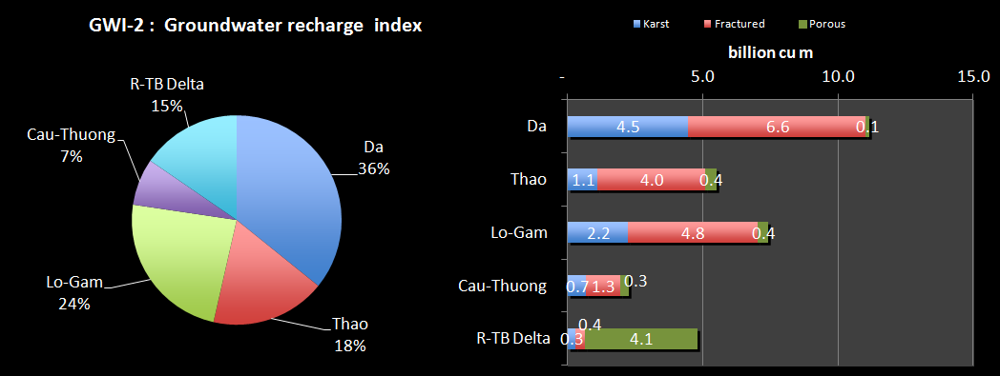 GWI-2 : Groundwater recharge index
R-TB Delta
15%
Cau-Thuong
7%
Da
36%
Lo-Gam
24%
Thao
18%
Karst Fractured Porous
billion cu m
- 5.0 10.0 15.0
Da 4.5 6.6 0.1
Thao 1.1 4.0 0.4
Lo-Gam 2.2 4.8 0.4
Cau-Thuong 0.7 1.3 0.3
R-TB Delta 0.3 0.4 4.1